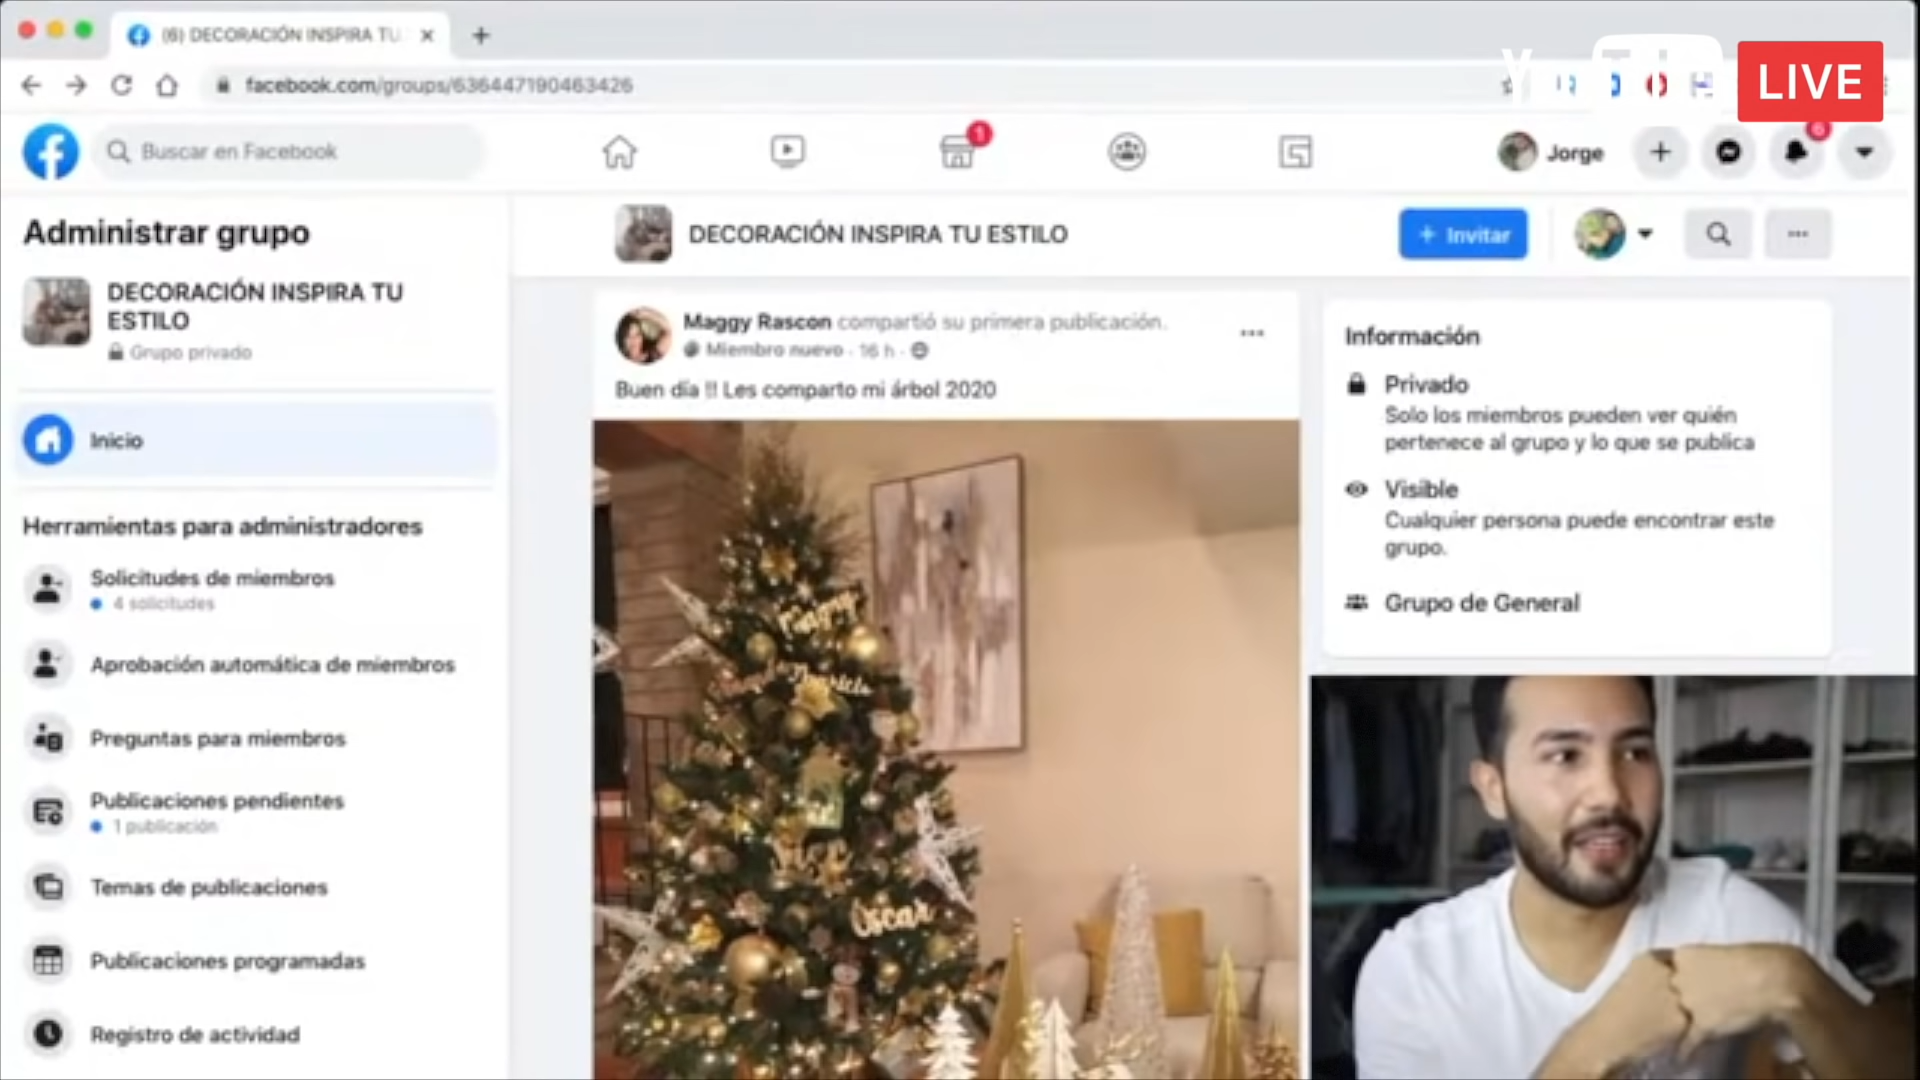 (6) DECORACIÓN INSPIRA TU
facebook.com/groups/636447190463426
LIVE
Buscar en Facebook
1
Jorge
6
Administrar grupo
DECORACIÓN INSPIRA TU
ESTILO
Grupo privado
Inicio
Herramientas para administradores
Solicitudes de miembros
4 solicitudes
Aprobación automática de miembros
Preguntas para miembros
Publicaciones pendientes
1 publicación
Temas de publicaciones
Publicaciones programadas
Registro de actividad
DECORACIÓN INSPIRA TU ESTILO
+ Invitar
Maggy Rascon compartió su primera publicación.
Miembro nuevo · 16 h ·
Buen día !! Les comparto mi árbol 2020
Oscar
Información
Privado
Solo los miembros pueden ver quién
pertenece al grupo y lo que se publica
Visible
Cualquier persona puede encontrar este
grupo.
Grupo de General